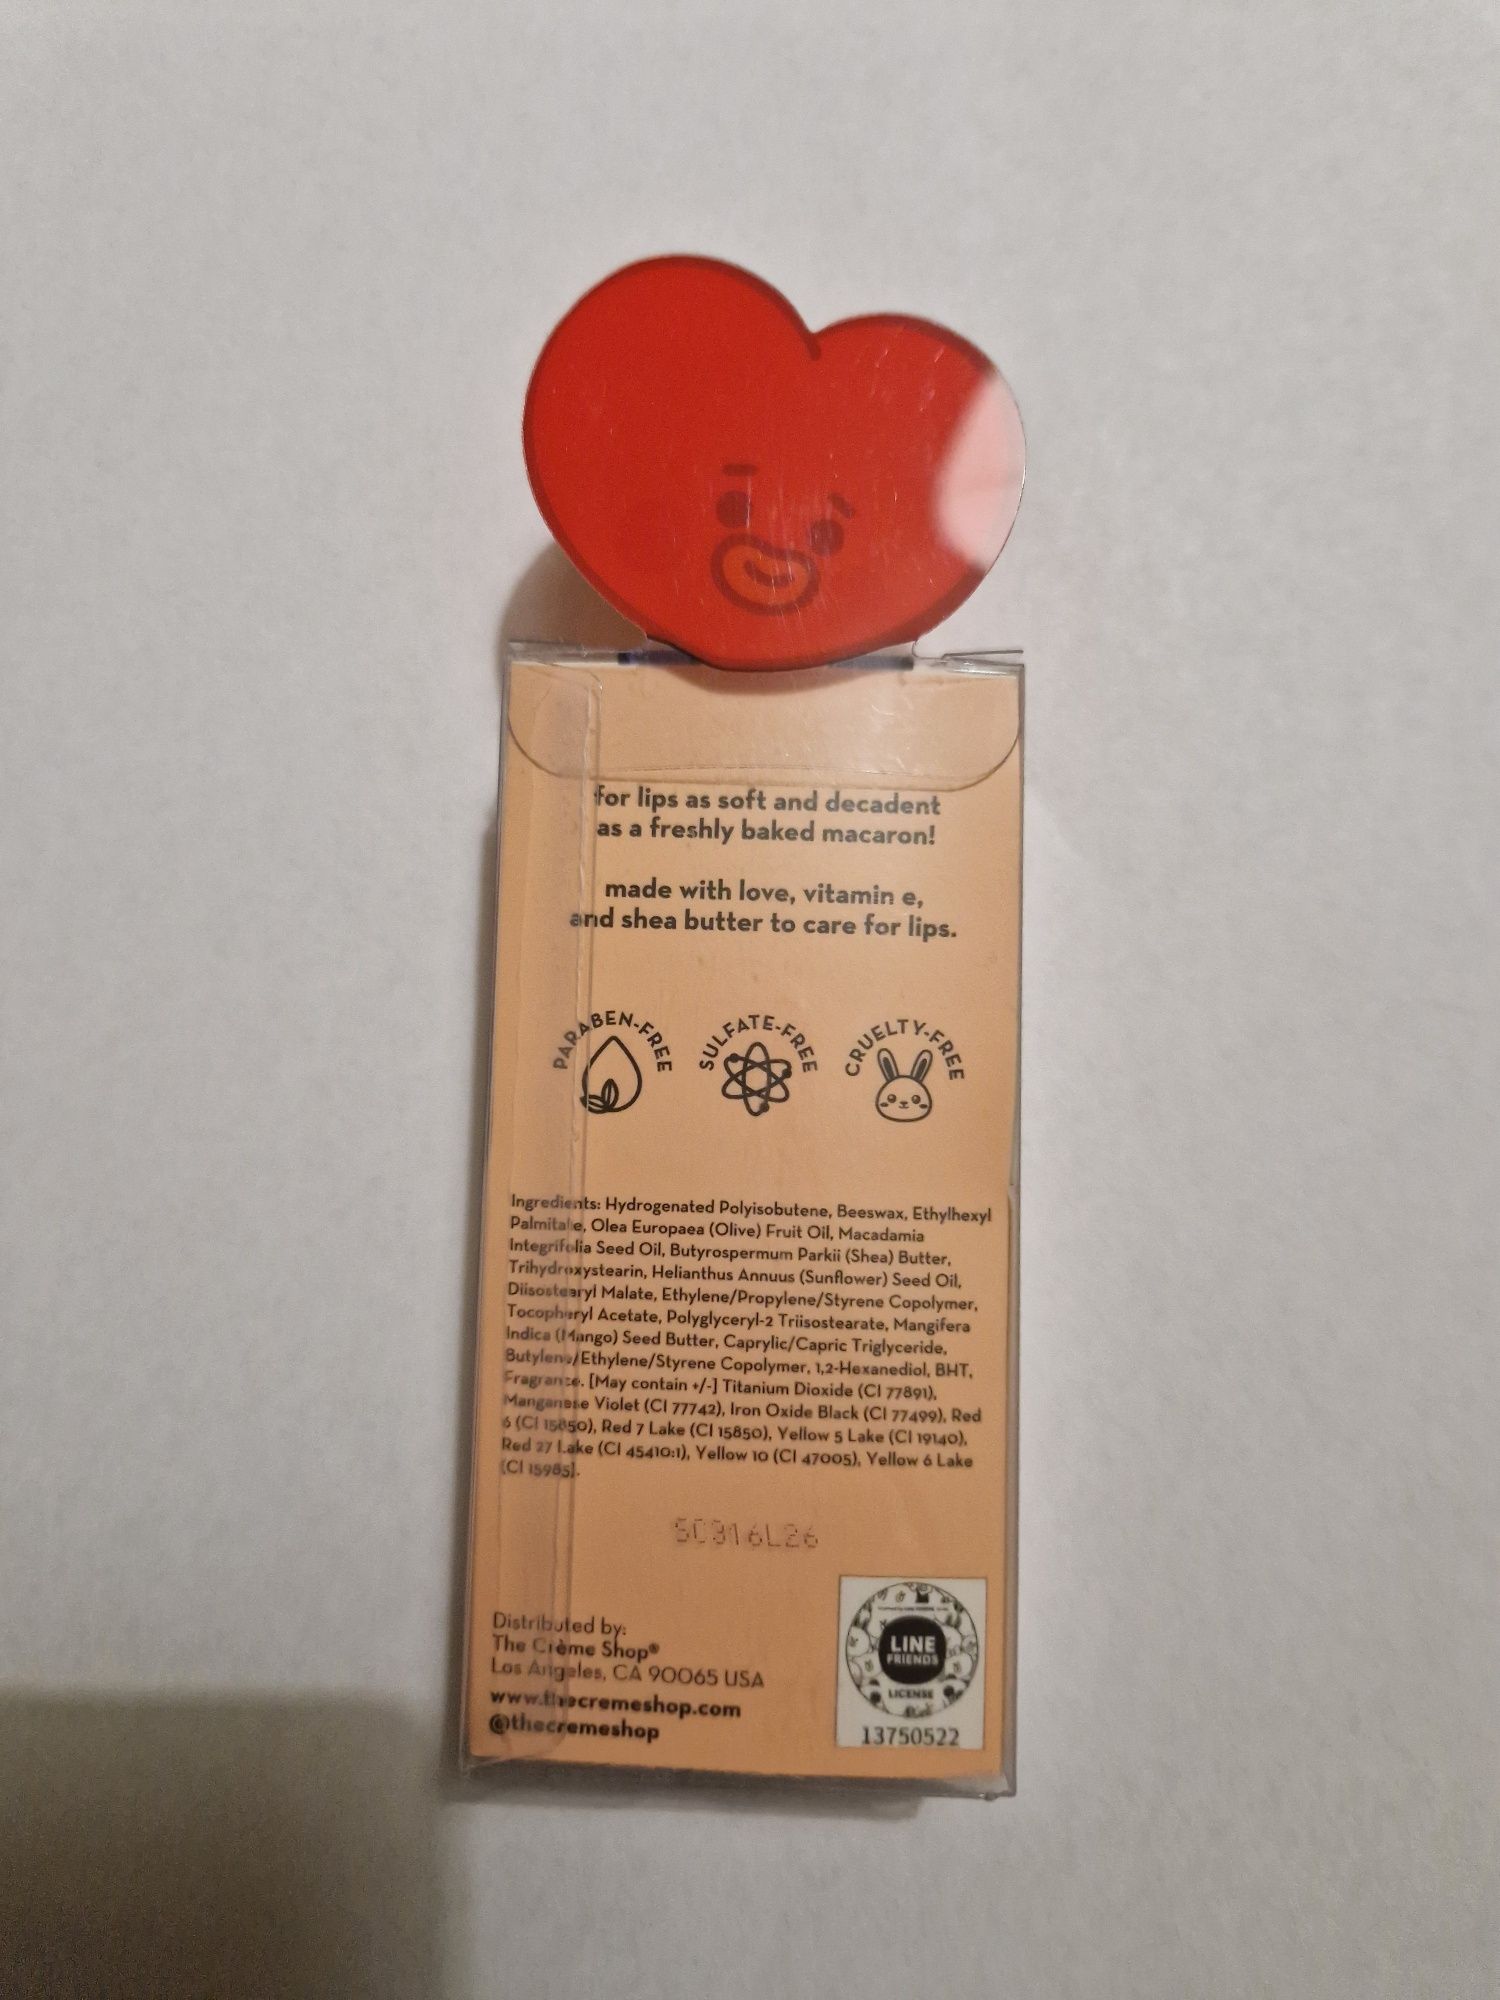 for lips as soft and decadent
as a freshly baked macaron!
made with love, vitamin e,
and shea butter to care for lips.
PARABEN-FREE
SULFATE-FREE
CRUELTY-FREE
Ingredients: Hydrogenated Polyisobutene, Beeswax, Ethylhexyl
Palmitate, Olea Europaea (Olive) Fruit Oil, Macadamia
Integrifolia Seed Oil, Butyrospermum Parkii (Shea) Butter,
Trihydroxystearin, Helianthus Annuus (Sunflower) Seed Oil,
Diisostearyl Malate, Ethylene/Propylene/Styrene Copolymer,
Tocopheryl Acetate, Polyglyceryl-2 Triisostearate, Mangifera
Indica (Mango) Seed Butter, Caprylic/Capric Triglyceride,
Butylene/Ethylene/Styrene Copolymer, 1,2-Hexanediol, BHT,
Fragrance. [May contain +/-] Titanium Dioxide (CI 77891),
Manganese Violet (CI 77742), Iron Oxide Black (CI 77499), Red
6 (CI 15850), Red 7 Lake (CI 15850), Yellow 5 Lake (CI 19140),
Red 27 Lake (CI 45410:1), Yellow 10 (CI 47005), Yellow 6 Lake
(CI 15985).
SC316L26
Distributed by:
The Crème Shop®
Los Angeles, CA 90065 USA
www.thecremeshop.com
@thecremeshop
LINE
FRIENDS
LICENSE
13750522